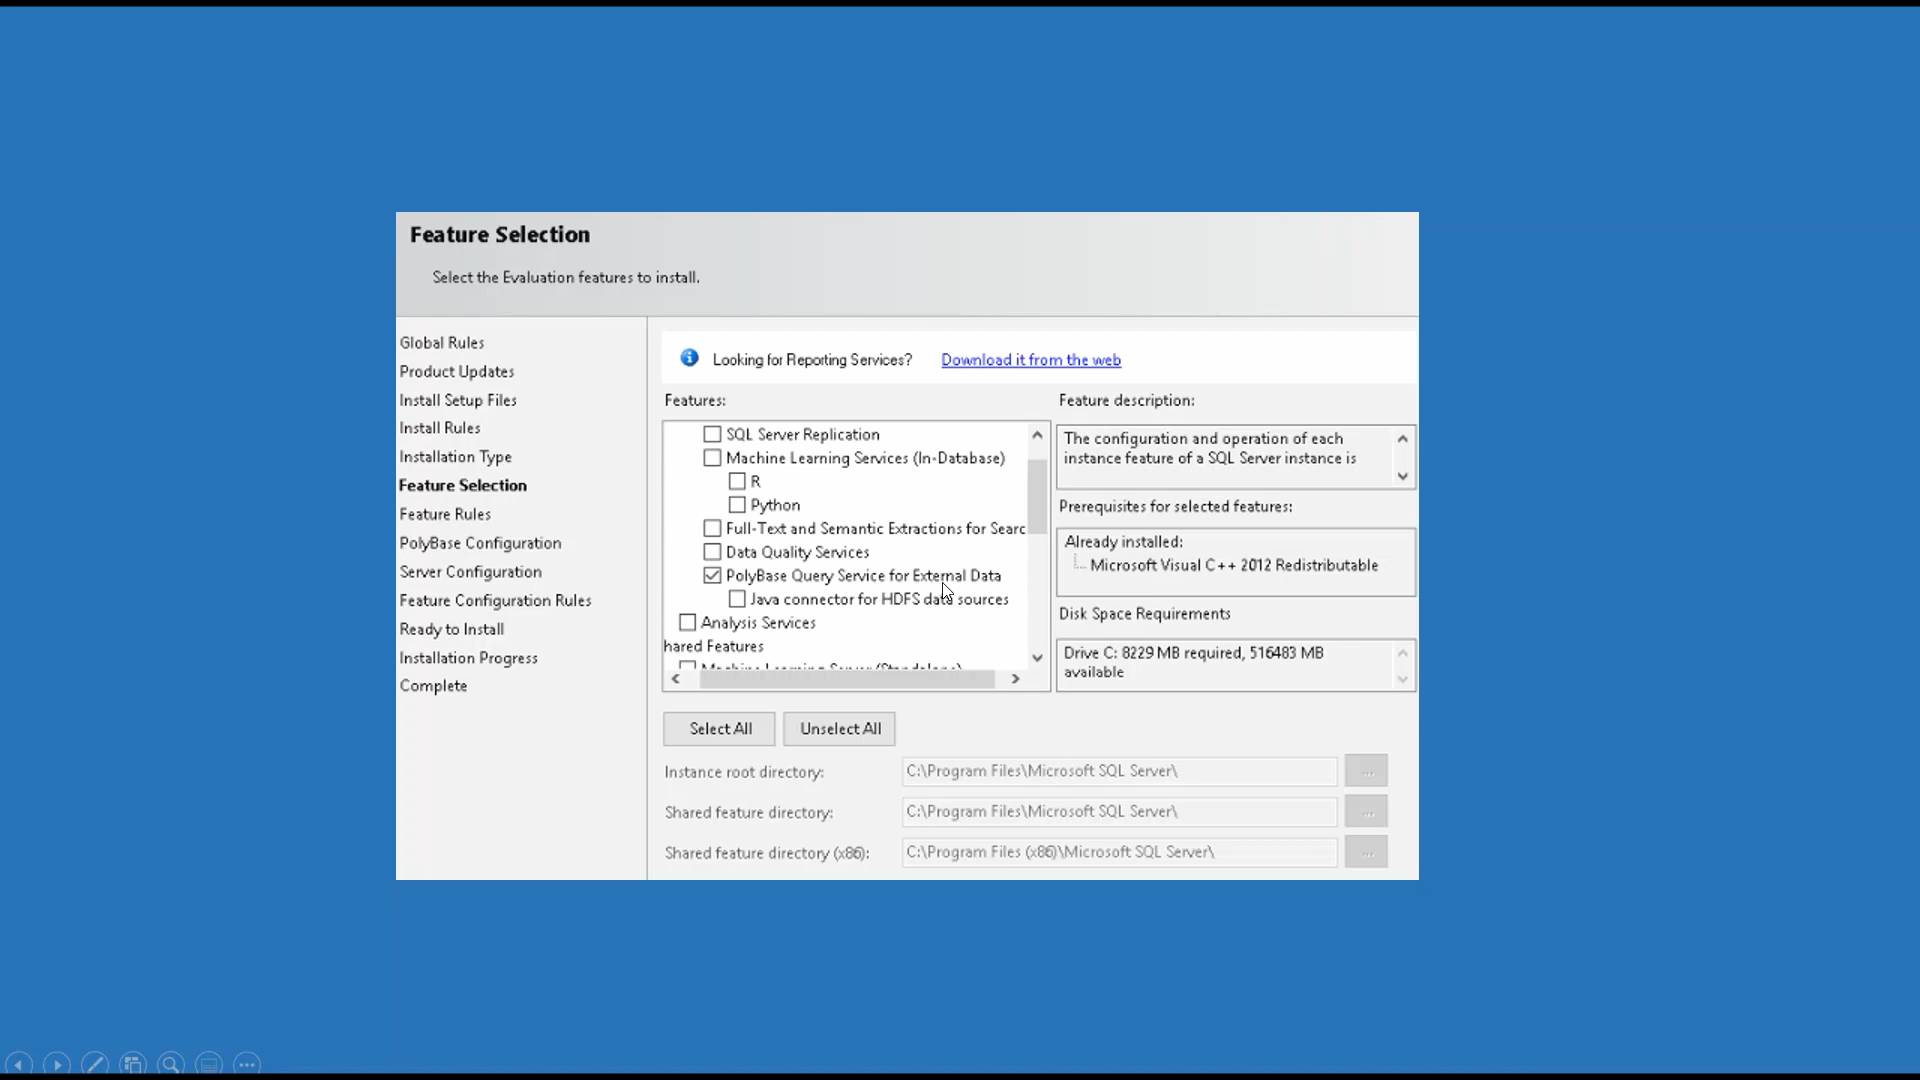 Feature Selection
Select the Evaluation features to install.
Global Rules
Product Updates
Install Setup Files
Install Rules
Installation Type
Feature Selection
Feature Rules
PolyBase Configuration
Server Configuration
Feature Configuration Rules
Ready to Install
Installation Progress
Complete
Looking for Reporting Services? Download it from the web
Features:
SQL Server Replication
Machine Learning Services (In-Database)
R
Python
Full-Text and Semantic Extractions for Searc
Data Quality Services
PolyBase Query Service for External Data
Java connector for HDFS data sources
Analysis Services
hared Features
Machine Learning Server (Standalone)
Feature description:
The configuration and operation of each
instance feature of a SQL Server instance is
Prerequisites for selected features:
Already installed:
Microsoft Visual C++ 2012 Redistributable
Disk Space Requirements
Drive C: 8229 MB required, 516483 MB
available
Select All
Unselect All
Instance root directory: C:\Program Files\Microsoft SQL Server\ ...
Shared feature directory: C:\Program Files\Microsoft SQL Server\ ...
Shared feature directory (x86): C:\Program Files (x86)\Microsoft SQL Server\ ...